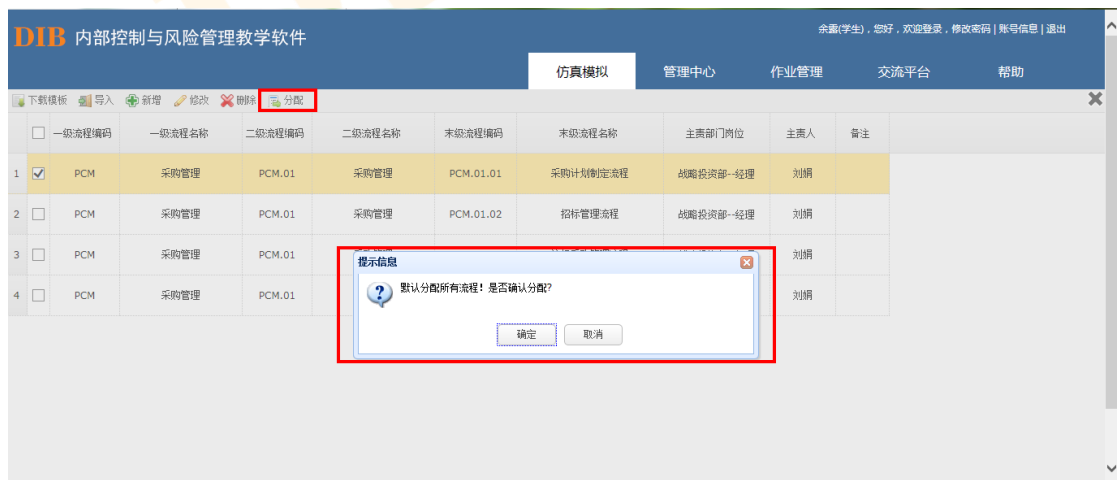 DIB 内部控制与风险管理教学软件
余露(学生)，您好，欢迎登录，修改密码 | 账号信息 | 退出
仿真模拟 管理中心 作业管理 交流平台 帮助
下载模板 导入 新增 修改 删除 分配
一级流程编码 一级流程名称 二级流程编码 二级流程名称 末级流程编码 末级流程名称 主责部门岗位 主责人 备注
1 PCM 采购管理 PCM.01 采购管理 PCM.01.01 采购计划制定流程 战略投资部--经理 刘娟
2 PCM 采购管理 PCM.01 采购管理 PCM.01.02 招标管理流程 战略投资部--经理 刘娟
3 PCM 采购管理 PCM.01 刘娟
提示信息
默认分配所有流程！是否确认分配?
4 PCM 采购管理 PCM.01 刘娟
确定 取消